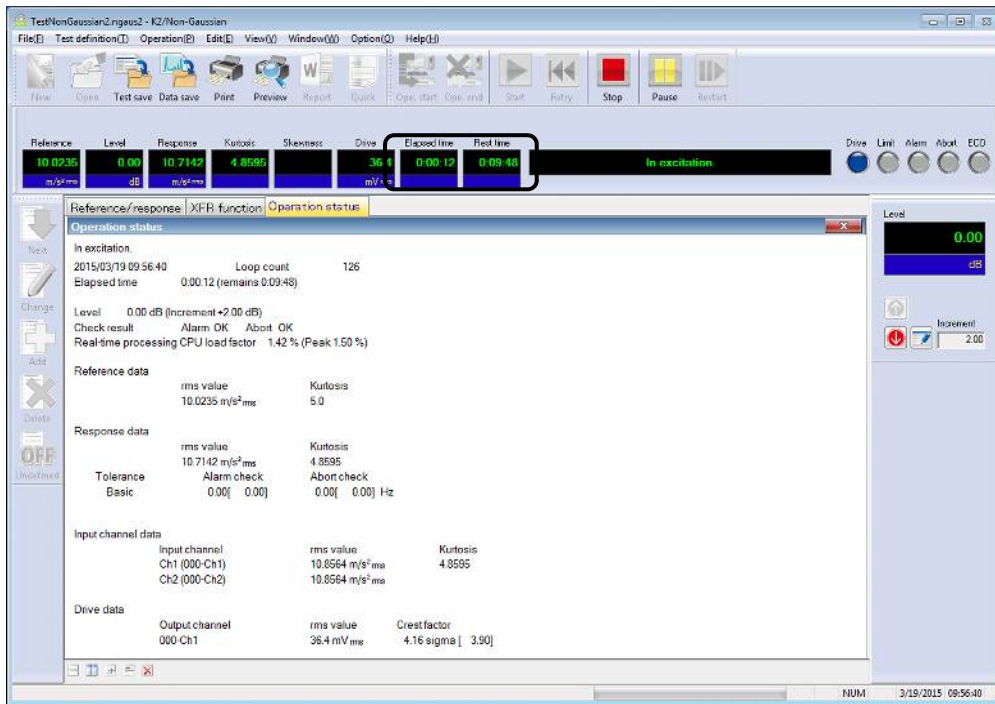 TestNonGaussian2.ngaus2 - K2/Non-Gaussian
File(F) Test definition(T) Operation(P) Edit(E) View(V) Window(W) Option(O) Help(H)
New Open Test save Data save Print Preview Report Quick Ope. start Ope. end Start Retry Stop Pause Restart
Reference Level Response Kurtosis Skewness Drive Elapsed time Rest time Drive Limit Alarm Abort ECO
10.0235 0.00 10.7142 4.8595 36.4 0:00:12 0:09:48 In excitation
m/s² rms dB m/s² rms mV rms
Reference/response XFR function Operation status
Operation status
Next
Change
Add
Delete
OFF
Undefined
In excitation.
2015/03/19 09:56:40 Loop count 126
Elapsed time 0:00:12 (remains 0:09:48)
Level 0.00 dB (Increment +2.00 dB)
Check result Alarm OK Abort OK
Real-time processing CPU load factor 1.42 % (Peak 1.50 %)
Reference data
rms value Kurtosis
10.0235 m/s² rms 5.0
Response data
rms value Kurtosis
10.7142 m/s² rms 4.8595
Tolerance Alarm check Abort check
Basic 0.00[ 0.00] 0.00[ 0.00] Hz
Input channel data
Input channel rms value Kurtosis
Ch1 (000-Ch1) 10.8564 m/s² rms 4.8595
Ch2 (000-Ch2) 10.8564 m/s² rms
Drive data
Output channel rms value Crest factor
000-Ch1 36.4 mV rms 4.16 sigma [ 3.90]
Level
0.00
dB
Increment
2.00
NUM 3/19/2015 09:56:40